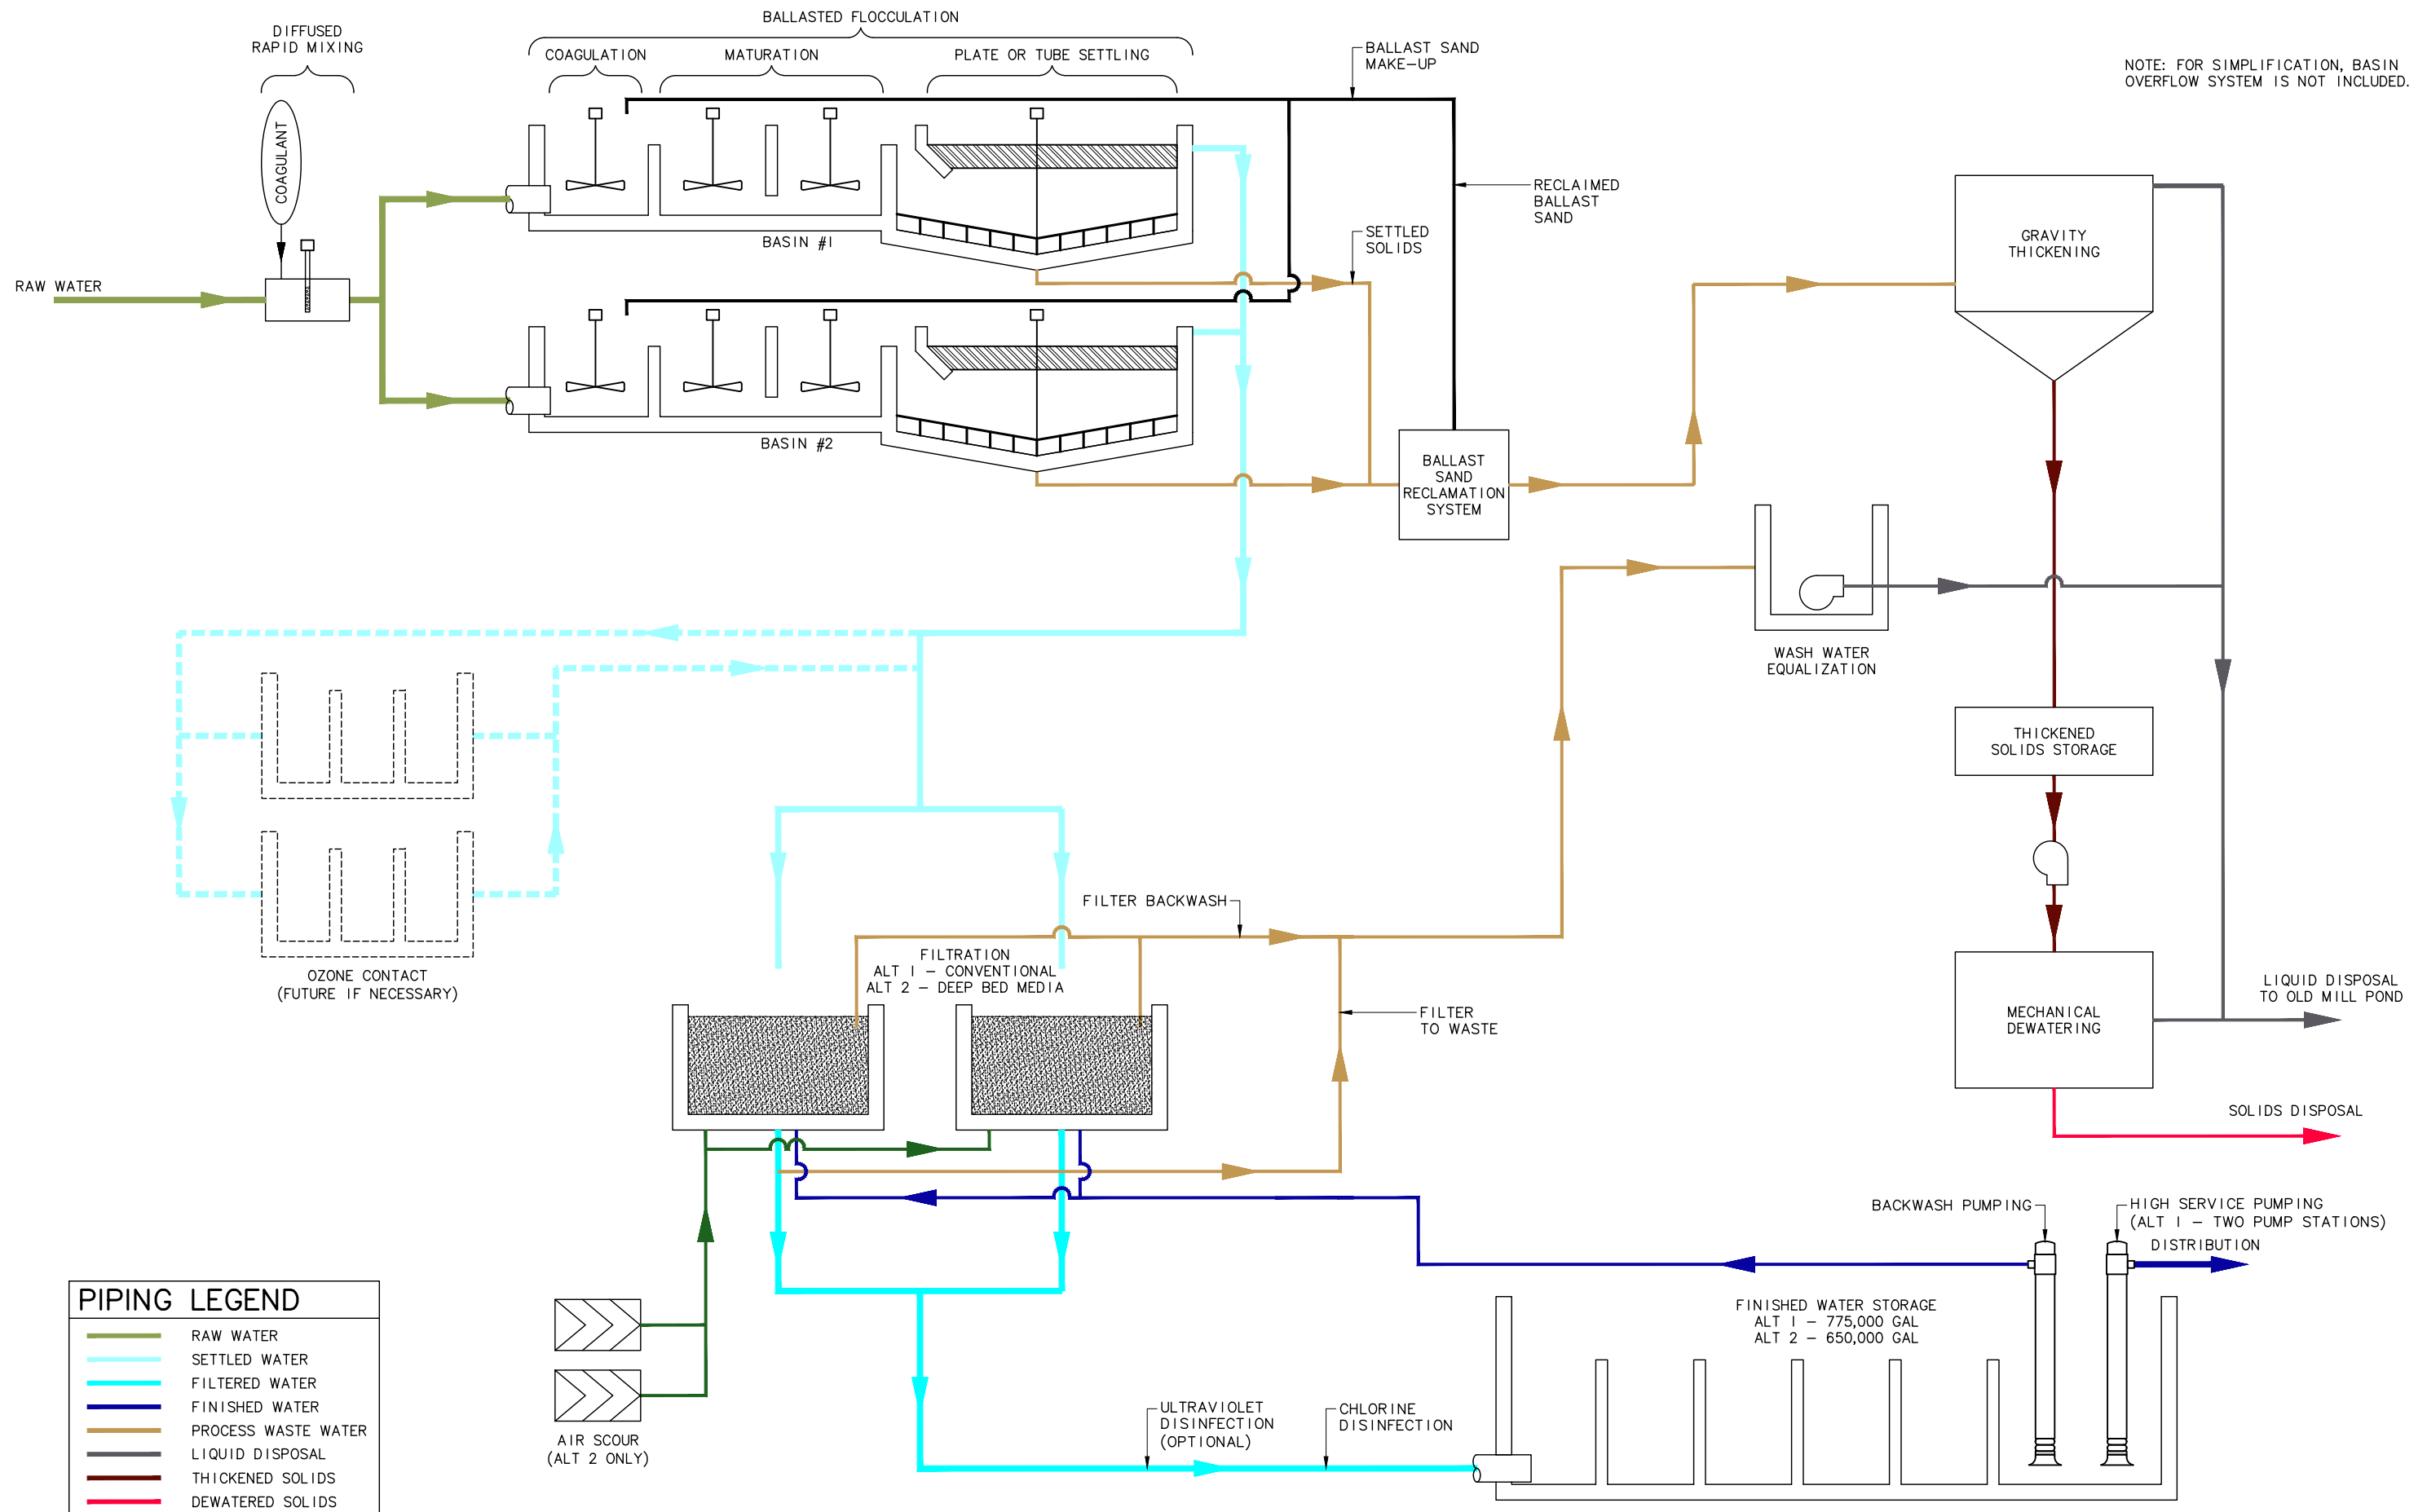 BALLASTED FLOCCULATION
DIFFUSED
RAPID MIXING
COAGULATION
MATURATION
PLATE OR TUBE SETTLING
BALLAST SAND
MAKE-UP
NOTE: FOR SIMPLIFICATION, BASIN
OVERFLOW SYSTEM IS NOT INCLUDED.
COAGULANT
RECLAIMED
BALLAST
SAND
BASIN #1
SETTLED
SOLIDS
GRAVITY
THICKENING
RAW WATER
BASIN #2
BALLAST
SAND
RECLAMATION
SYSTEM
WASH WATER
EQUALIZATION
THICKENED
SOLIDS STORAGE
FILTER BACKWASH
FILTRATION
ALT 1 - CONVENTIONAL
ALT 2 - DEEP BED MEDIA
OZONE CONTACT
(FUTURE IF NECESSARY)
FILTER
TO WASTE
MECHANICAL
DEWATERING
LIQUID DISPOSAL
TO OLD MILL POND
SOLIDS DISPOSAL
BACKWASH PUMPING
HIGH SERVICE PUMPING
(ALT 1 - TWO PUMP STATIONS)
DISTRIBUTION
FINISHED WATER STORAGE
ALT 1 - 775,000 GAL
ALT 2 - 650,000 GAL
AIR SCOUR
(ALT 2 ONLY)
ULTRAVIOLET
DISINFECTION
(OPTIONAL)
CHLORINE
DISINFECTION
PIPING LEGEND
RAW WATER
SETTLED WATER
FILTERED WATER
FINISHED WATER
PROCESS WASTE WATER
LIQUID DISPOSAL
THICKENED SOLIDS
DEWATERED SOLIDS